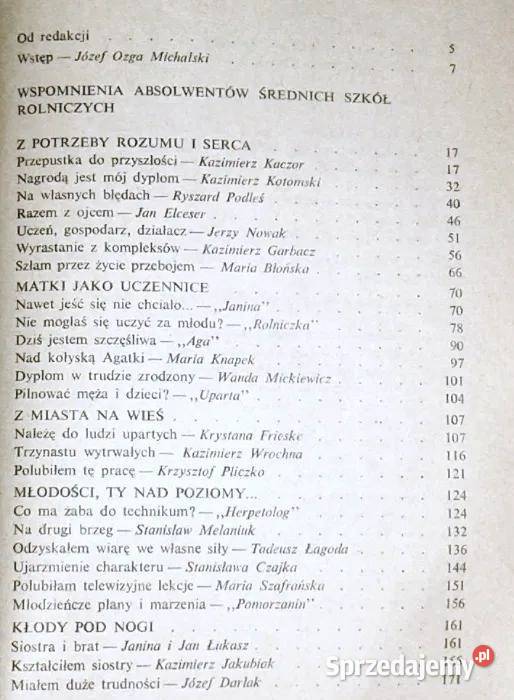 Od redakcji . . . . . . . . 5
Wstęp — Józef Ozga Michalski . . . . . 7
WSPOMNIENIA ABSOLWENTÓW ŚREDNICH SZKÓŁ
ROLNICZYCH
Z POTRZEBY ROZUMU I SERCA . . . . . 17
Przepustka do przyszłości — Kazimierz Kaczor . . . 17
Nagrodą jest mój dyplom — Kazimierz Kotomski . . . 32
Na własnych błędach — Ryszard Podleś . . . . 40
Razem z ojcem — Jan Elceser . . . . . . 46
Uczeń, gospodarz, działacz — Jerzy Nowak . . . . 51
Wyrastanie z kompleksów — Kazimierz Garbacz . . . 56
Szłam przez życie przebojem — Maria Błońska . . . . 66
MATKI JAKO UCZENNICE . . . . . . 70
Nawet jeść się nie chciało... — „Janina" . . . . . 70
Nie mogłaś się uczyć za młodu? — „Rolniczka" . . . 78
Dziś jestem szczęśliwa — „Aga" . . . . . . 90
Nad kołyską Agatki — Maria Knapek . . . . . 97
Dyplom w trudzie zrodzony — Wanda Mickiewicz . . . 101
Pilnować męża i dzieci? — „Uparta" . . . . . 104
Z MIASTA NA WIEŚ . . . . . . . 107
Należę do ludzi upartych — Krystana Frieske . . . 107
Trzynastu wytrwałych — Kazimierz Wrochna . . . . 116
Polubiłem tę pracę — Krzysztof Pliczko . . . . 121
MŁODOŚCI, TY NAD POZIOMY... . . . . . 124
Co ma żaba do technikum? — „Herpetolog" . . . . 124
Na drugi brzeg — Stanisław Melaniuk . . . . . 132
Odzyskałem wiarę we własne siły — Tadeusz Łagoda . . . 136
Ujarzmienie charakteru — Stanisława Czajka . . . . 144
Polubiłam telewizyjne lekcje — Maria Szafrańska . . . 151
Młodzieńcze plany i marzenia — „Pomorzanin" . . . . 156
KŁODY POD NOGI . . . . . . . 161
Siostra i brat — Janina i Jan Łukasz . . . . . 161
Kształciłem siostry — Kazimierz Jakubiak . . . .
Miałem duże trudności — Józef Darłak . . . . 171
Sprzedajemy.pl